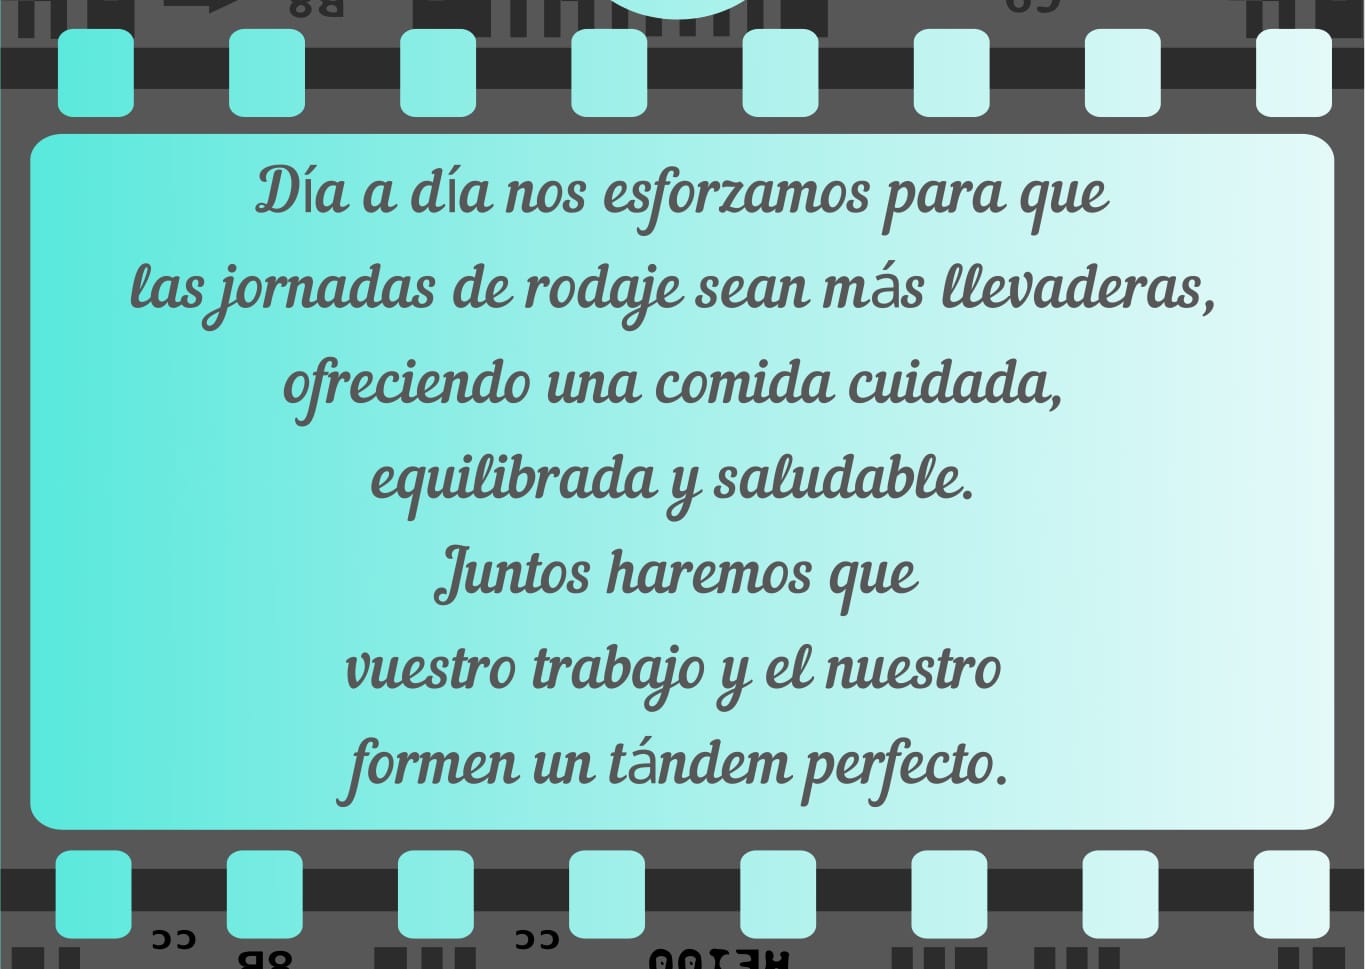 Día a día nos esforzamos para que
las jornadas de rodaje sean más llevaderas,
ofreciendo una comida cuidada,
equilibrada y saludable.
Juntos haremos que
vuestro trabajo y el nuestro
formen un tándem perfecto.